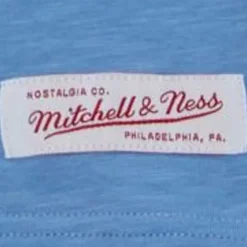 NOSTALGIA CO.
Mitchell & Ness
PHILADELPHIA, PA.